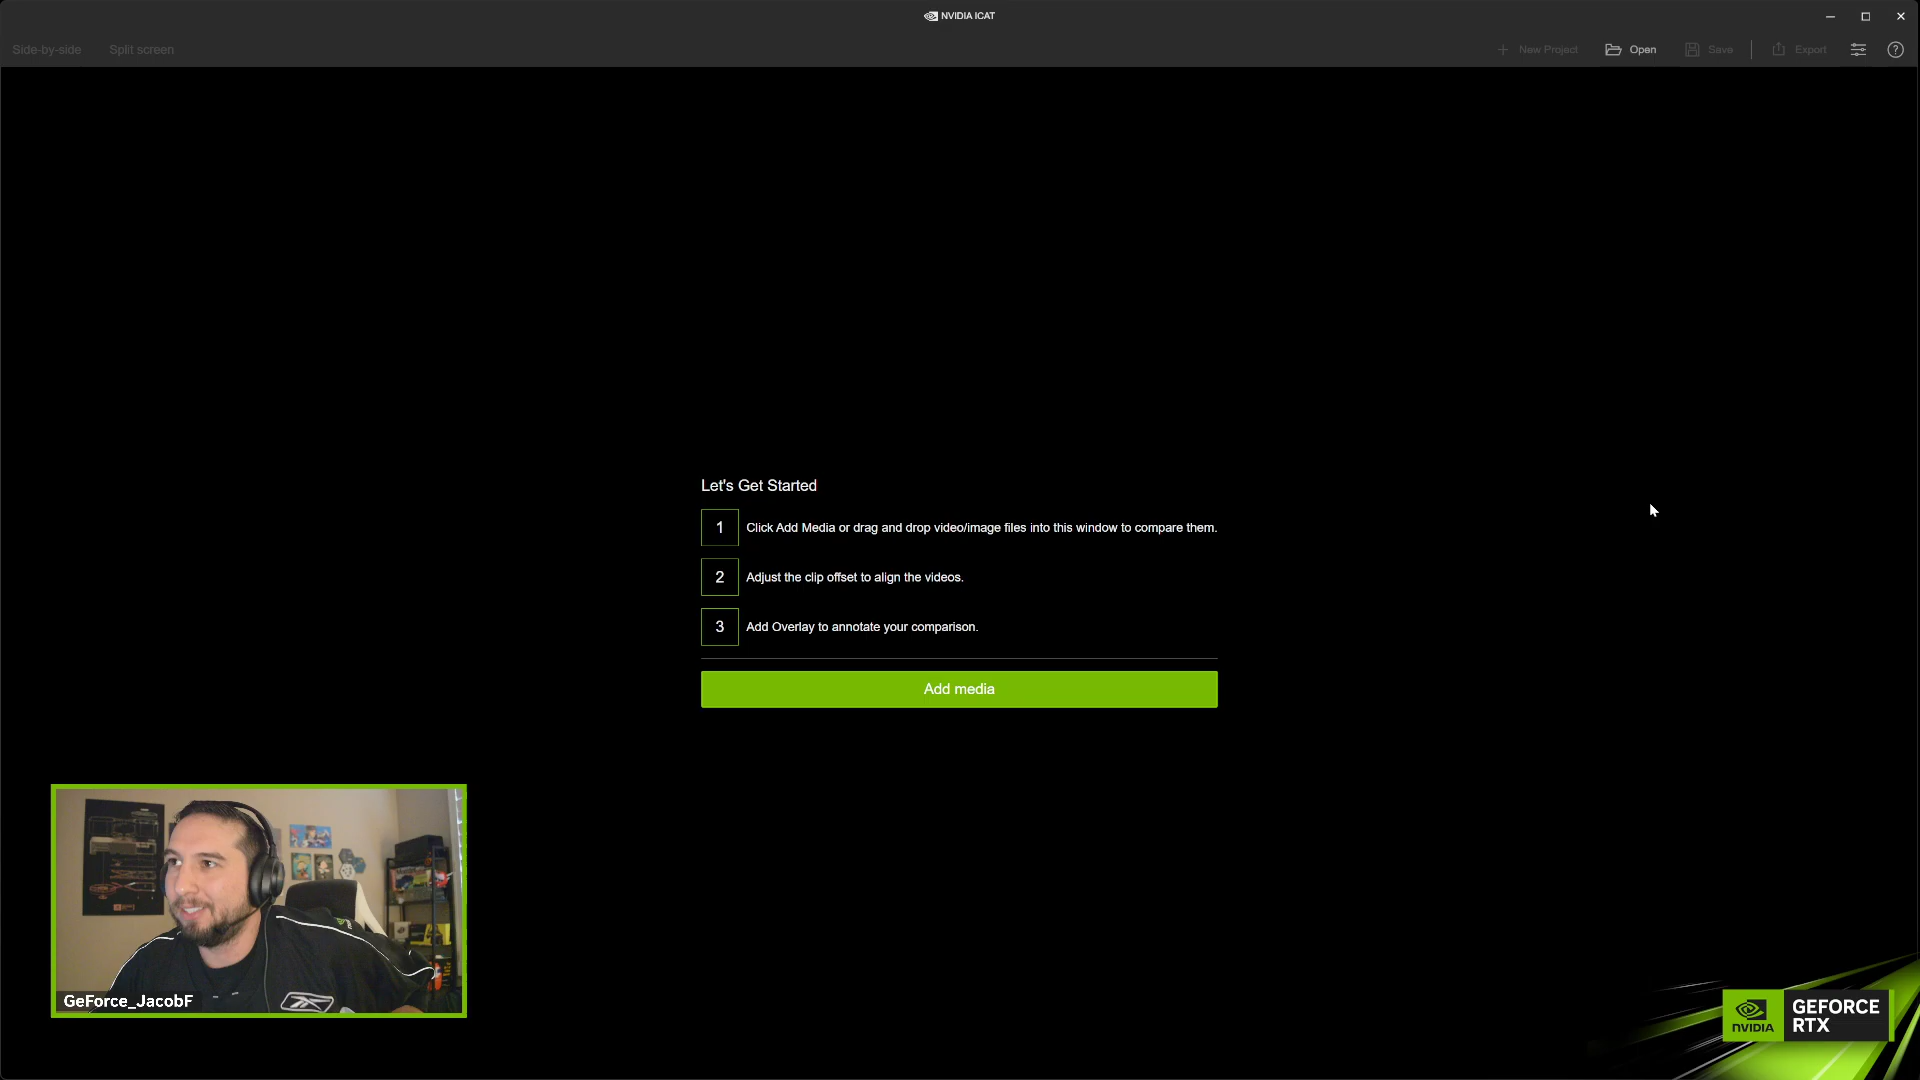 NVIDIA ICAT
Side-by-side
Split screen
New Project
Open
Save
Export
Let's Get Started
1
Click Add Media or drag and drop video/image files into this window to compare them.
2
Adjust the clip offset to align the videos.
3
Add Overlay to annotate your comparison.
Add media
GeForce_JacobF
NVIDIA
GEFORCE
RTX